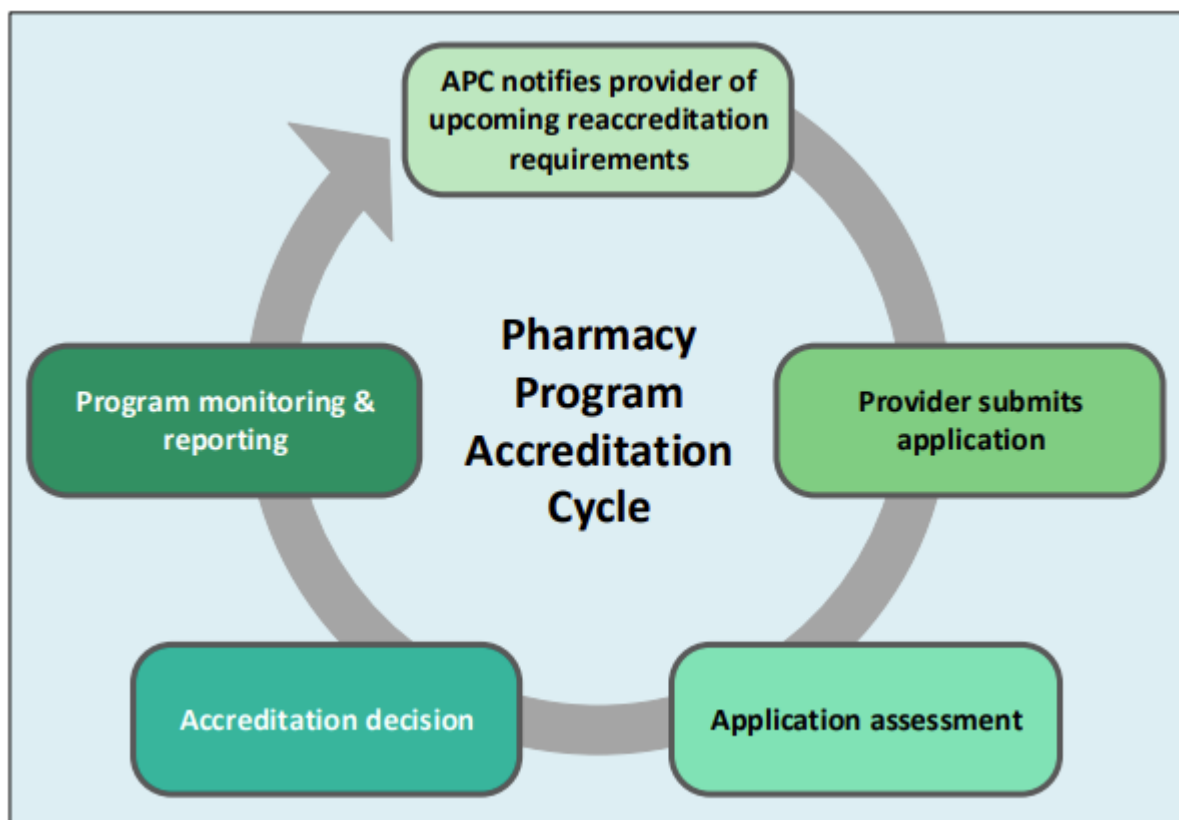 APC notifies provider of
upcoming reaccreditation
requirements
Pharmacy
Program
Accreditation
Cycle
Provider submits
application
Application assessment
Accreditation decision
Program monitoring &
reporting